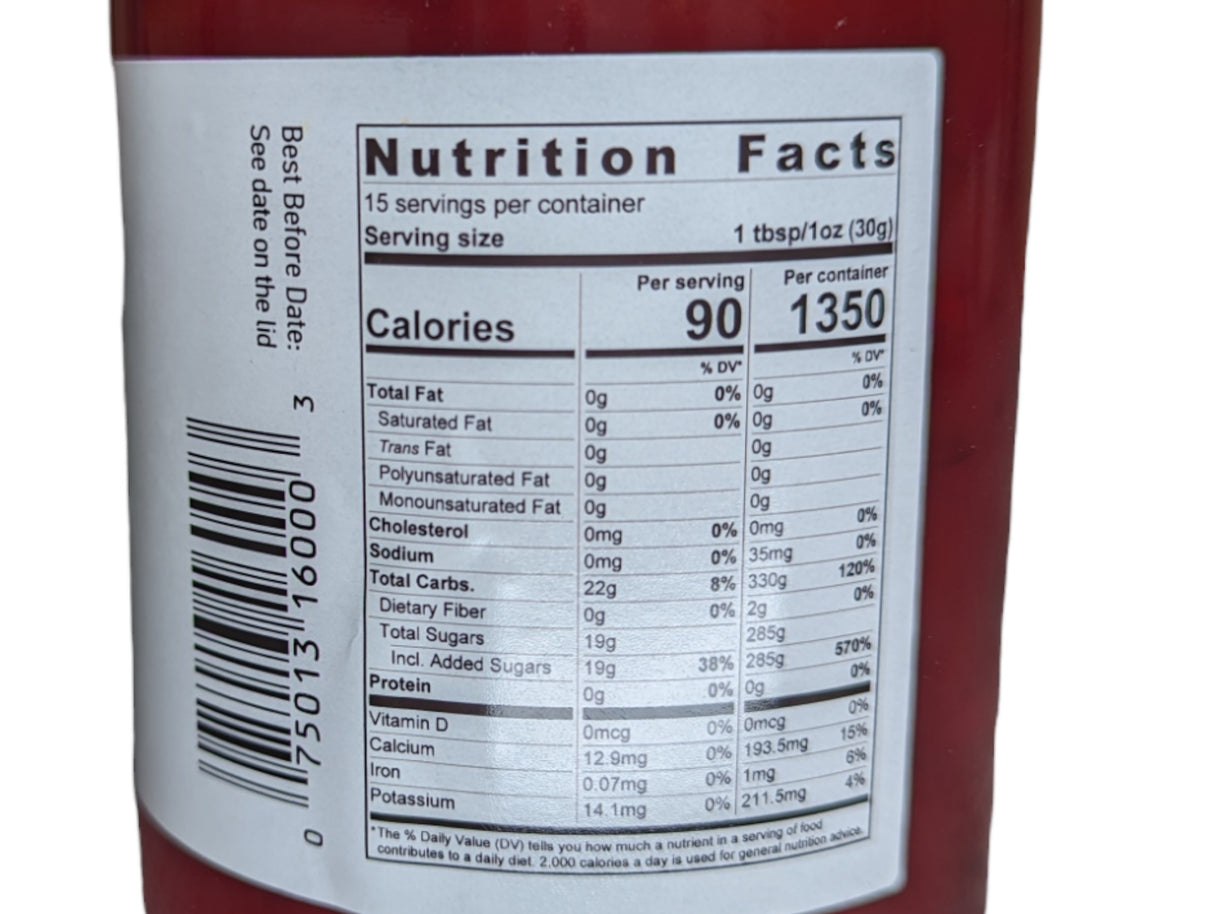 Nutrition Facts
15 servings per container
Serving size 1 tbsp/1oz (30g)
Per serving Per container
Calories 90 1350
% DV* % DV*
Total Fat 0g 0% 0g 0%
Saturated Fat 0g 0% 0g 0%
Trans Fat 0g 0g
Polyunsaturated Fat 0g 0g
Monounsaturated Fat 0g 0g
Cholesterol 0mg 0% 0mg 0%
Sodium 0mg 0% 35mg 0%
Total Carbs. 22g 8% 330g 120%
Dietary Fiber 0g 0% 2g 0%
Total Sugars 19g 285g
Incl. Added Sugars 19g 38% 285g 570%
Protein 0g 0% 0g 0%
Vitamin D 0mcg 0% 0mcg 0%
Calcium 12.9mg 0% 193.5mg 15%
Iron 0.07mg 0% 1mg 6%
Potassium 14.1mg 0% 211.5mg 4%
*The % Daily Value (DV) tells you how much a nutrient in a serving of food
contributes to a daily diet. 2,000 calories a day is used for general nutrition advice.
Best Before Date:
See date on the lid
3 000160 131057 0